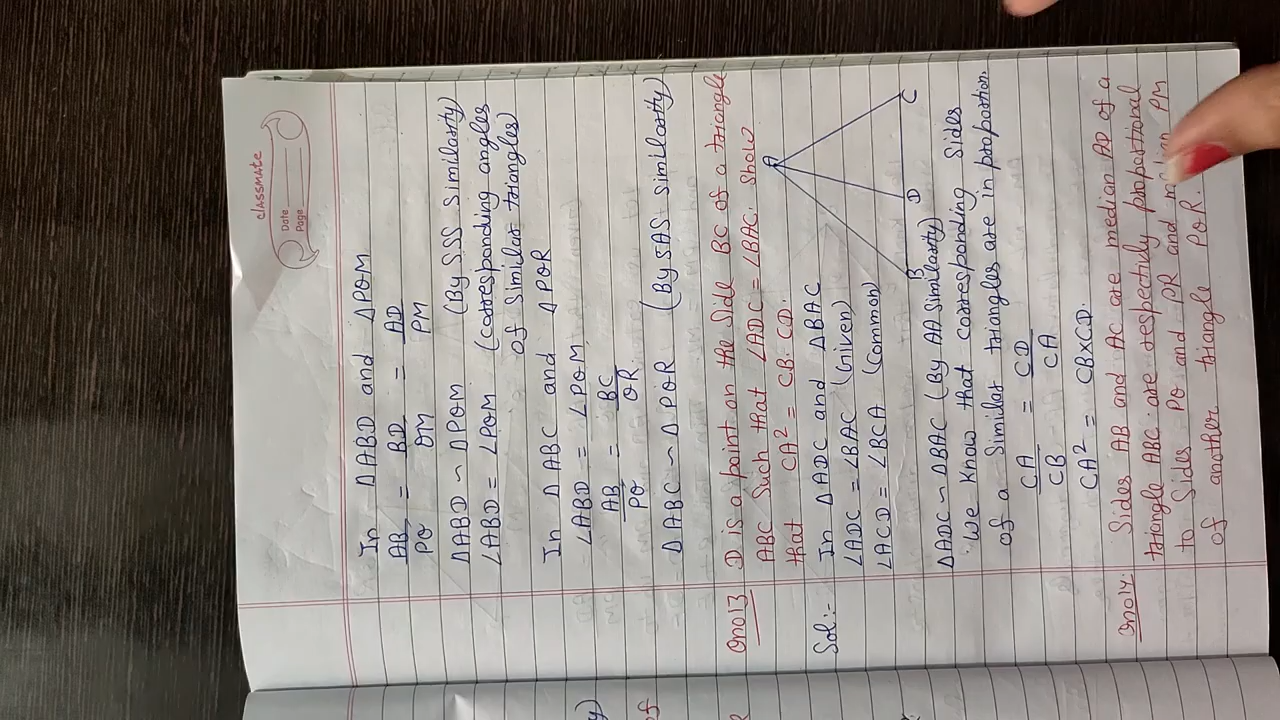 classmate
Date
Page
In ΔABD and ΔPQM
AB/PQ = BD/QM = AD/PM
ΔABD ~ ΔPQM (By SSS Similarity)
∠ABD = ∠PQM (corresponding angles
of similar triangles)
In ΔABC and ΔPQR
∠ABD = ∠PQM
AB/PQ = BC/QR.
ΔABC ~ ΔPQR (By SAS Similarity)
Qno13 D is a point on the side BC of a triangle
ABC Such that ∠ADC = ∠BAC. Show
that CA² = CB. CD.
A
B
D
C
Sol:- In ΔADC and ΔBAC
∠ADC = ∠BAC (Given)
∠ACD = ∠BCA (Common)
ΔADC ~ ΔBAC (By AA Similarity)
We know that corresponding Sides
of a Similar triangles are in proportion.
CA/CB = CD/CA
CA² = CB×CD.
Qno14: Sides AB and AC are median AD of a
triangle ABC are respectively proportional
to Sides PQ and PR and PM
of another triangle PQR.